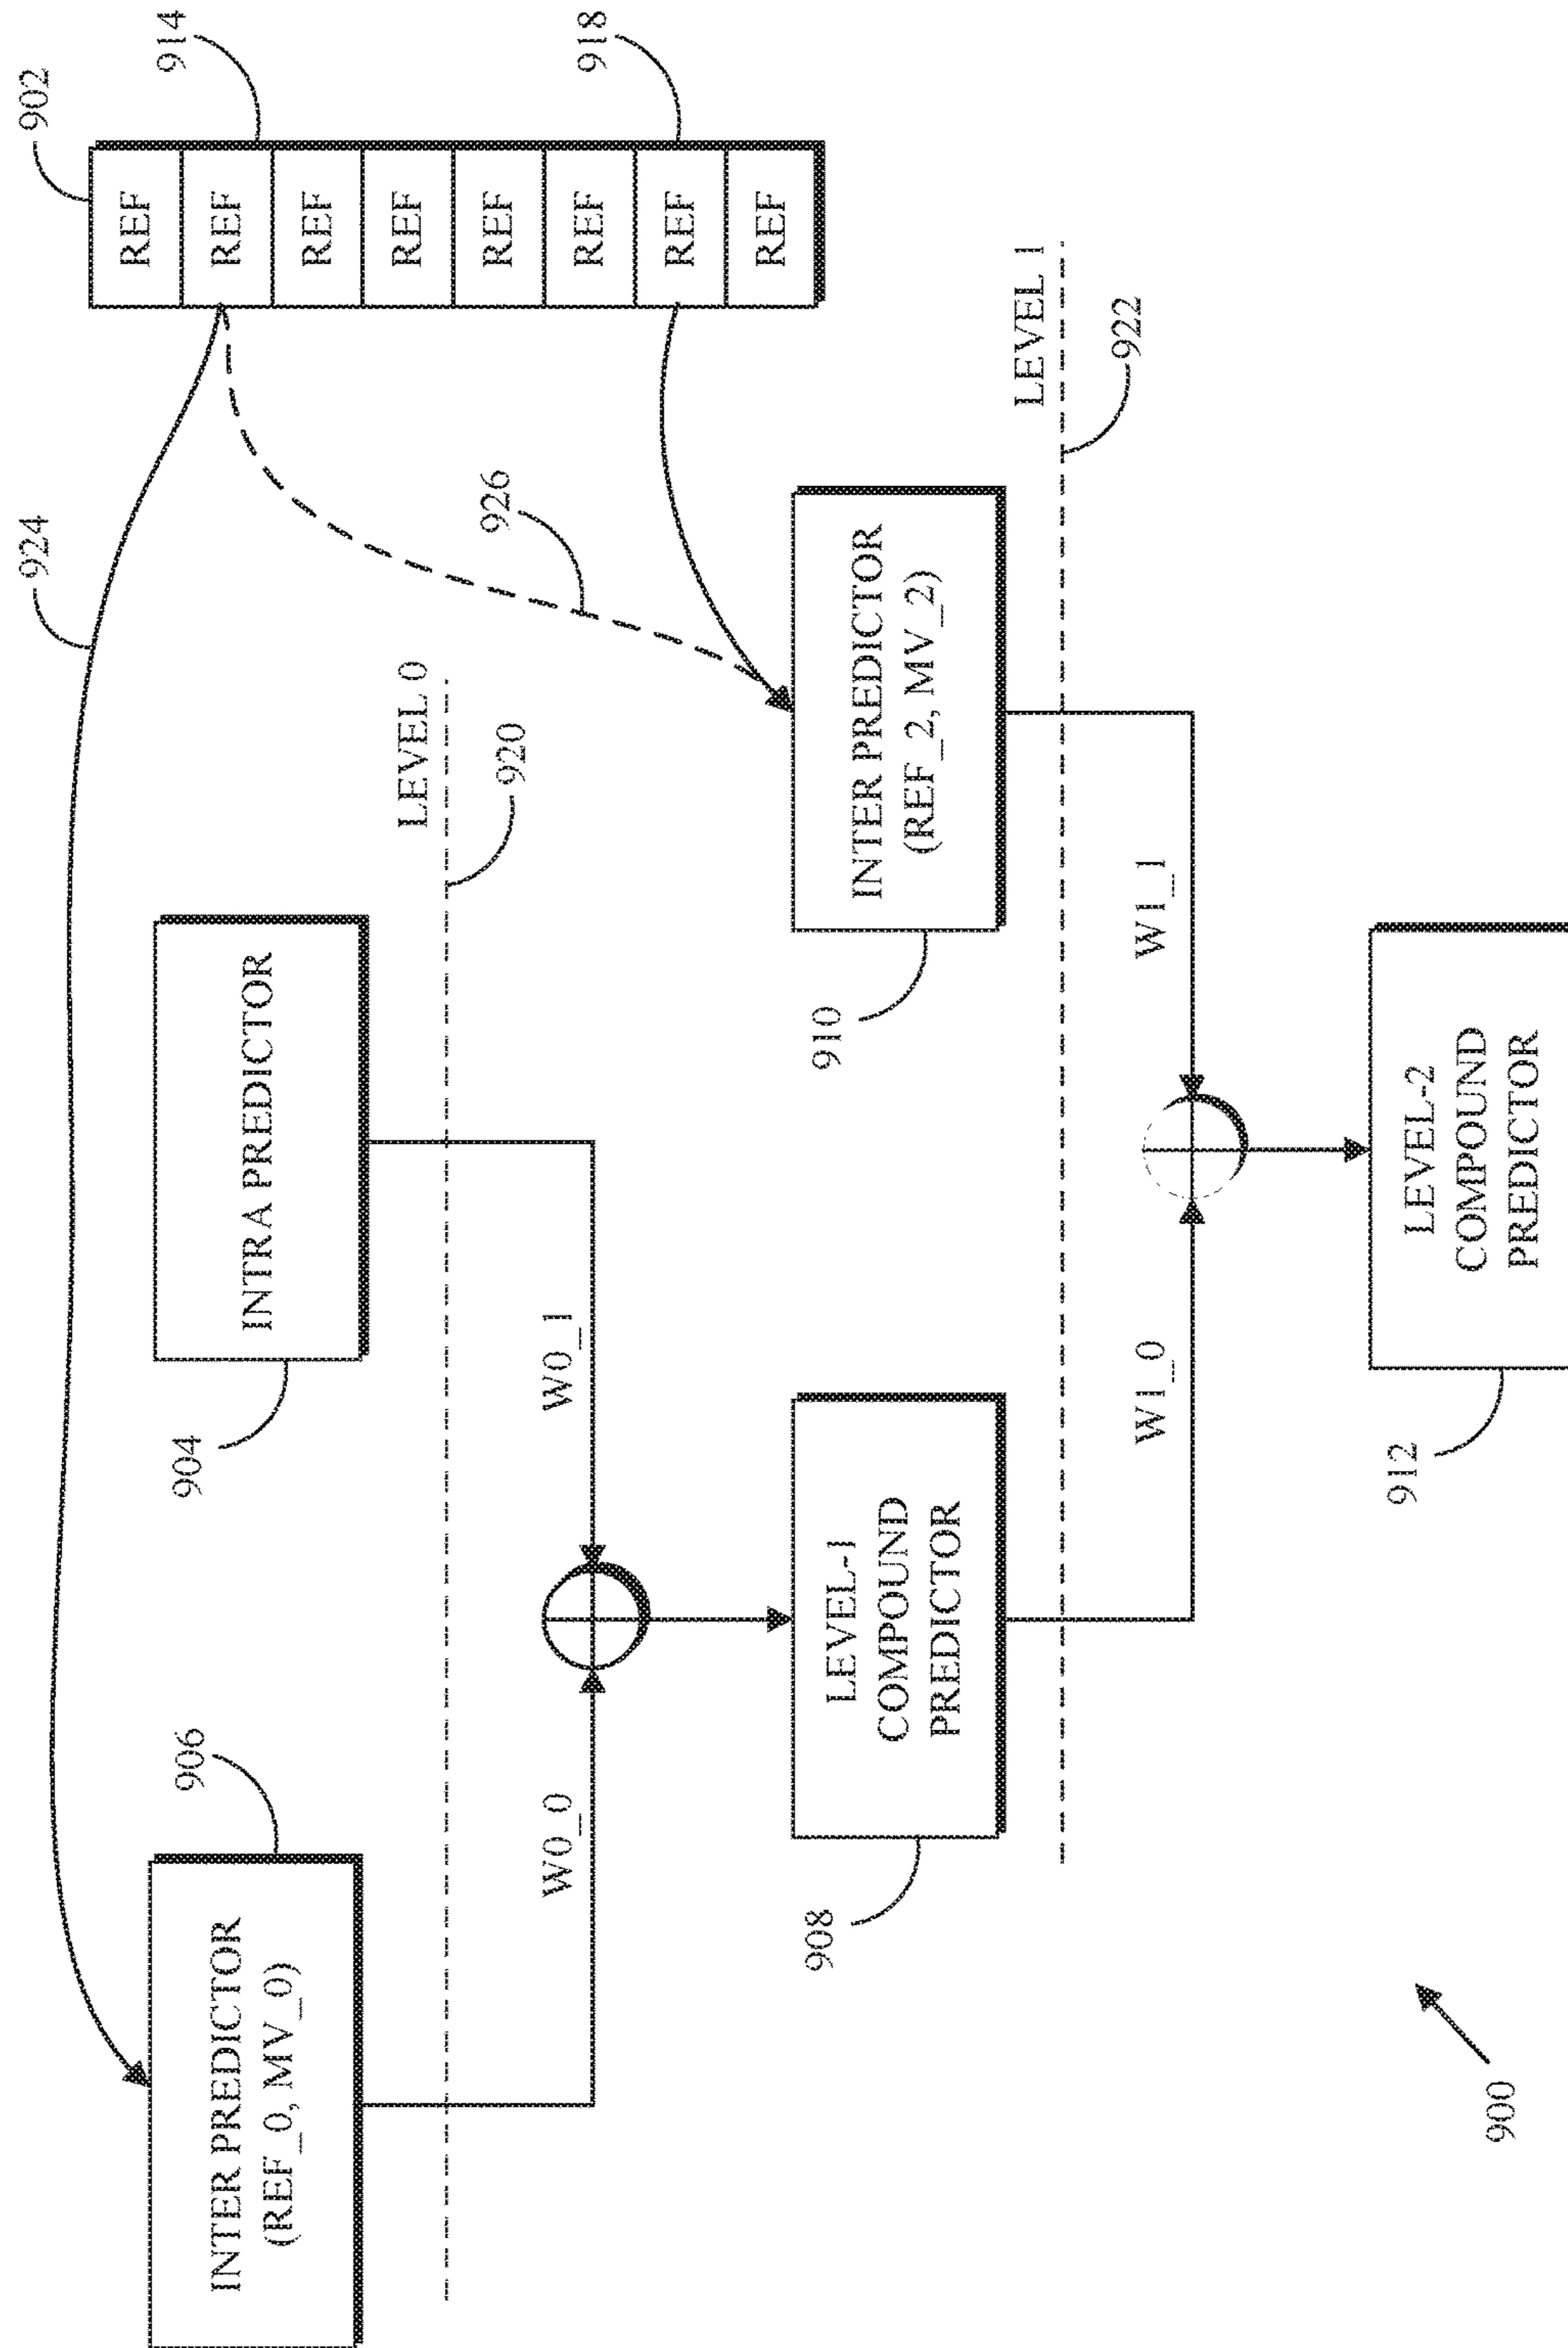 902
REF
REF
REF
REF
REF
REF
REF
REF
914
918
924
926
INTER PREDICTOR
(REF_0, MV_0)
906
INTRA PREDICTOR
904
LEVEL 0
920
W0_0
W0_1
LEVEL-1
COMPOUND
PREDICTOR
908
INTER PREDICTOR
(REF_2, MV_2)
910
LEVEL 1
922
W1_0
W1_1
LEVEL-2
COMPOUND
PREDICTOR
912
900